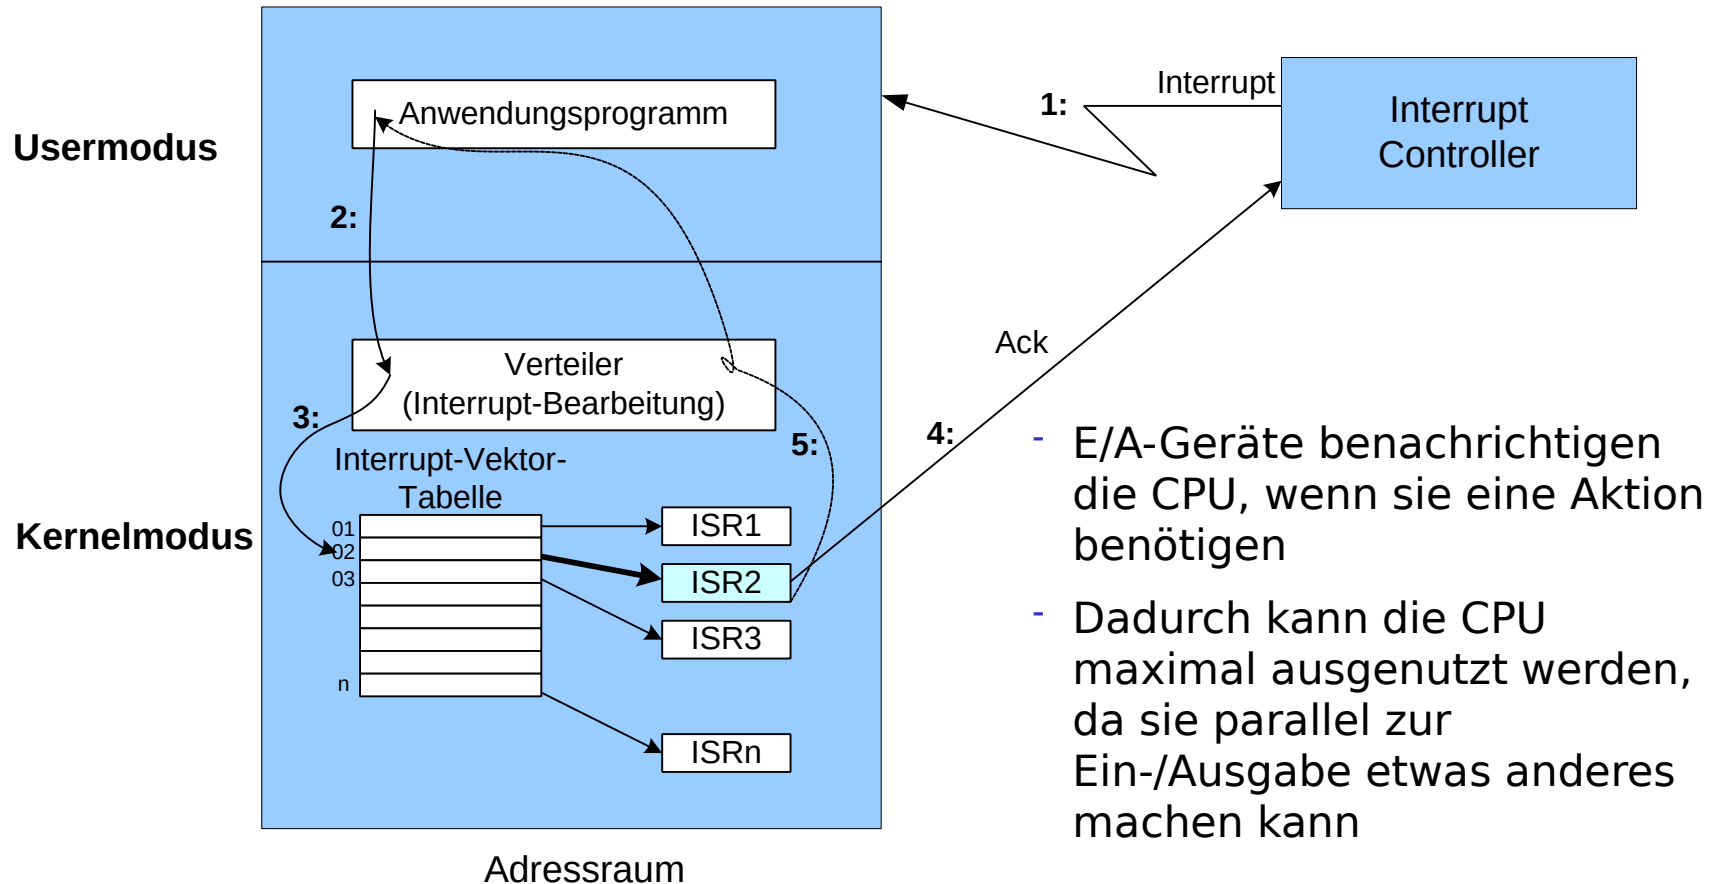 Usermodus
Anwendungsprogramm
2:
1:
Interrupt
Interrupt
Controller
Kernelmodus
Verteiler
(Interrupt-Bearbeitung)
3:
5:
Interrupt-Vektor-
Tabelle
01
02
03
n
ISR1
ISR2
ISR3
ISRn
Ack
4:
Adressraum
- E/A-Geräte benachrichtigen
die CPU, wenn sie eine Aktion
benötigen
- Dadurch kann die CPU
maximal ausgenutzt werden,
da sie parallel zur
Ein-/Ausgabe etwas anderes
machen kann